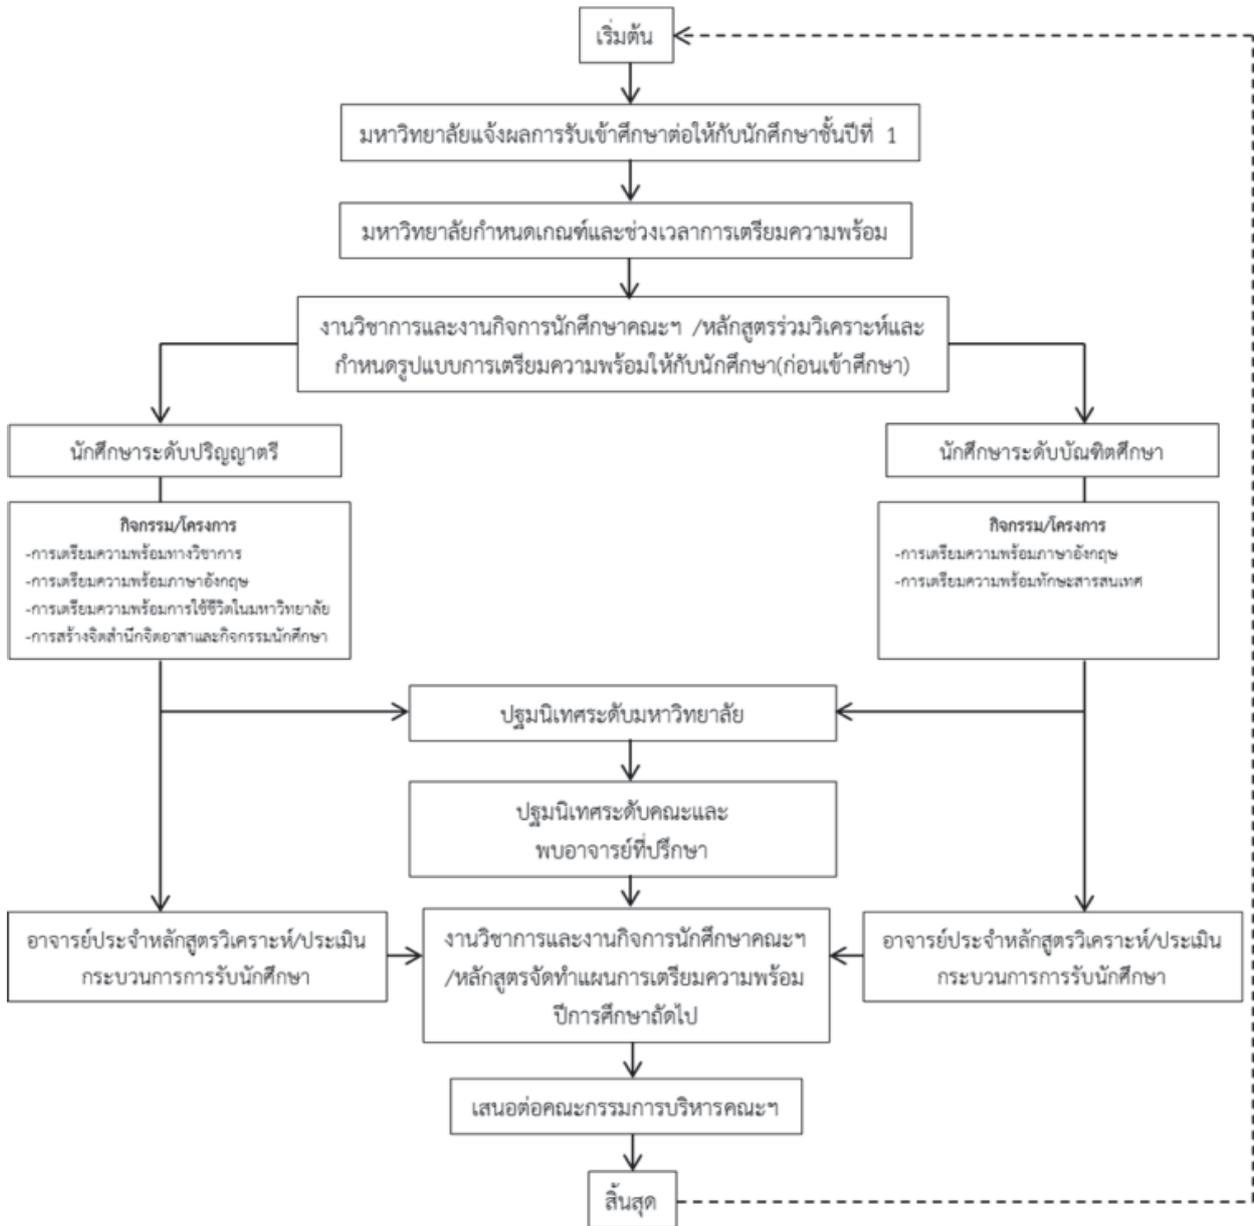 เริ่มต้น
มหาวิทยาลัยแจ้งผลการรับเข้าศึกษาต่อให้กับนักศึกษาชั้นปีที่ 1
มหาวิทยาลัยกำหนดเกณฑ์และช่วงเวลาการเตรียมความพร้อม
งานวิชาการและงานกิจการนักศึกษาคณะฯ /หลักสูตรร่วมวิเคราะห์และ
กำหนดรูปแบบการเตรียมความพร้อมให้กับนักศึกษา(ก่อนเข้าศึกษา)
นักศึกษาระดับปริญญาตรี
กิจกรรม/โครงการ
-การเตรียมความพร้อมทางวิชาการ
-การเตรียมความพร้อมภาษาอังกฤษ
-การเตรียมความพร้อมการใช้ชีวิตในมหาวิทยาลัย
-การสร้างจิตสำนึกจิตอาสาและกิจกรรมนักศึกษา
นักศึกษาระดับบัณฑิตศึกษา
กิจกรรม/โครงการ
-การเตรียมความพร้อมภาษาอังกฤษ
-การเตรียมความพร้อมทักษะสารสนเทศ
ปฐมนิเทศระดับมหาวิทยาลัย
ปฐมนิเทศระดับคณะและ
พบอาจารย์ที่ปรึกษา
อาจารย์ประจำหลักสูตรวิเคราะห์/ประเมิน
กระบวนการการรับนักศึกษา
งานวิชาการและงานกิจการนักศึกษาคณะฯ
/หลักสูตรจัดทำแผนการเตรียมความพร้อม
ปีการศึกษาถัดไป
อาจารย์ประจำหลักสูตรวิเคราะห์/ประเมิน
กระบวนการการรับนักศึกษา
เสนอต่อคณะกรรมการบริหารคณะฯ
สิ้นสุด